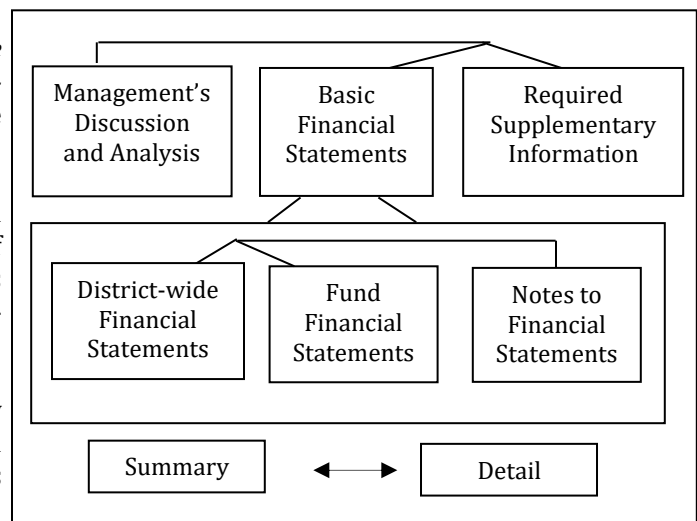 Management's
Discussion
and Analysis
Basic
Financial
Statements
Required
Supplementary
Information
District-wide
Financial
Statements
Fund
Financial
Statements
Notes to
Financial
Statements
Summary
Detail